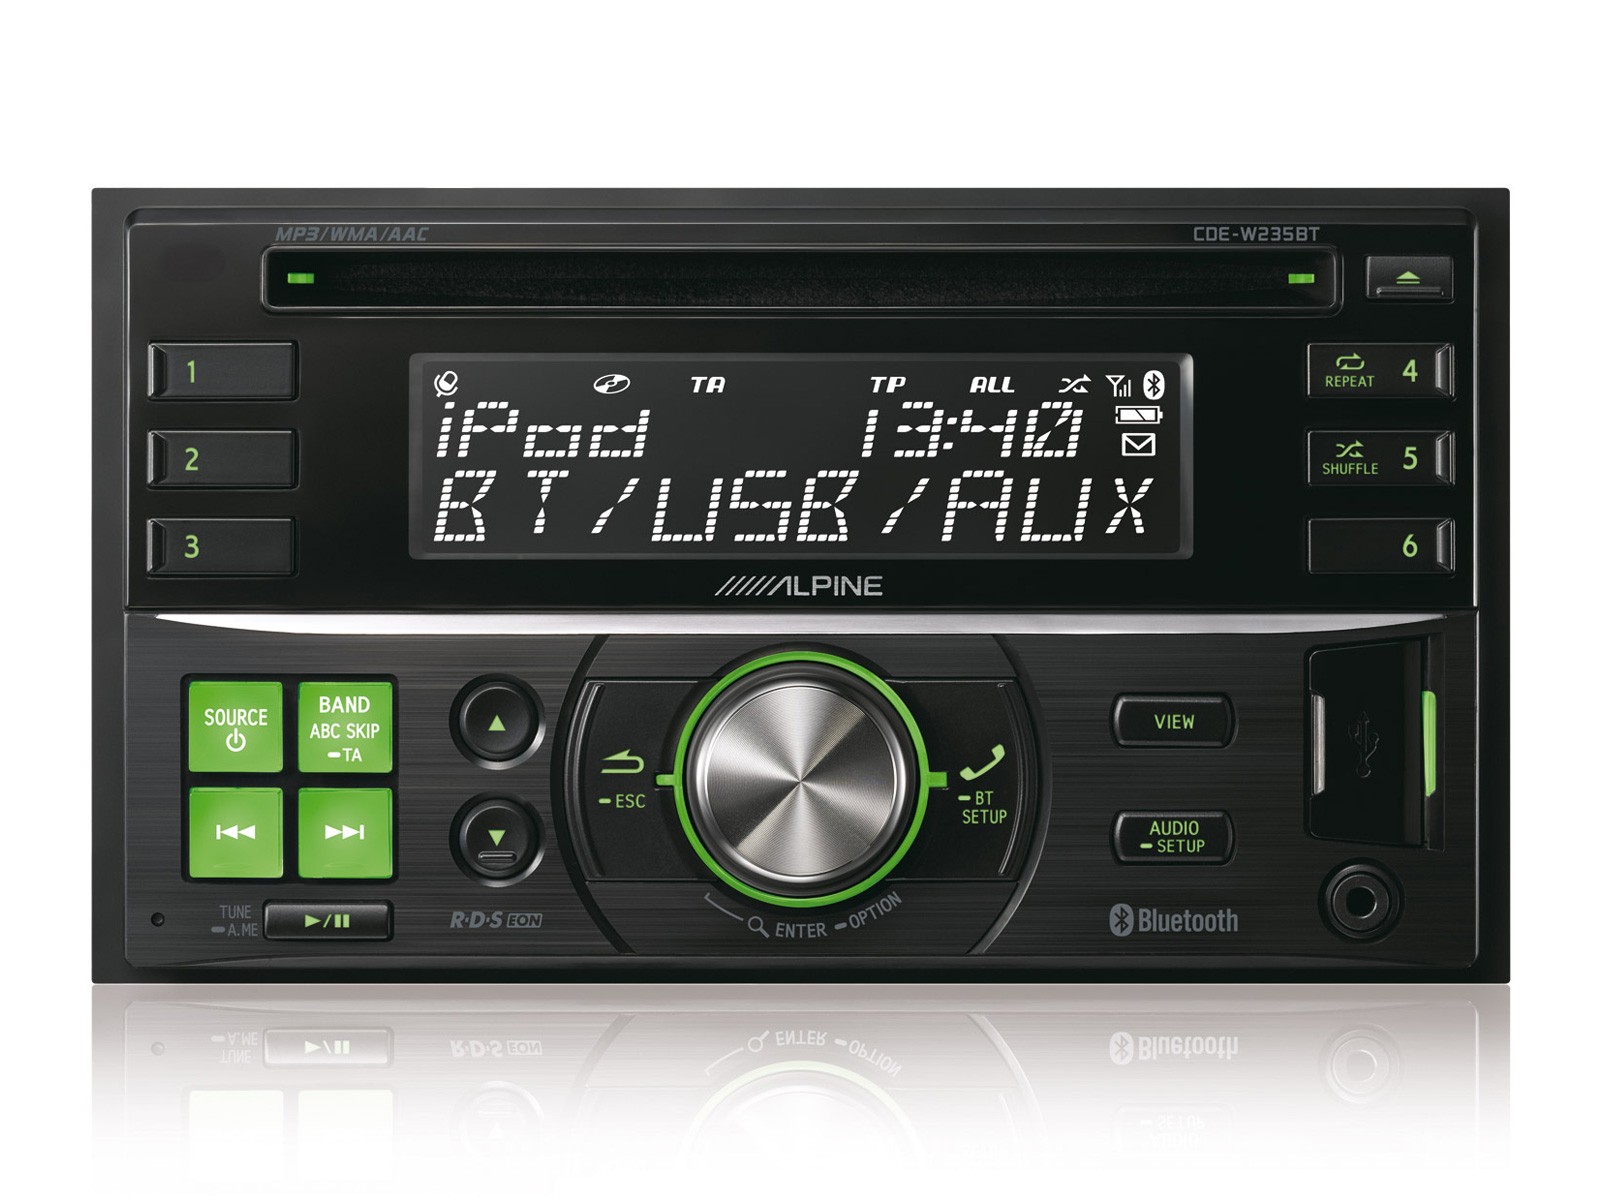 MP3/WMA/AAC
CDE-W235BT
1
2
3
TA TP ALL
iPod 13:40
BT/USB/AUX
REPEAT 4
SHUFFLE 5
6
ALPINE
SOURCE
BAND
ABC SKIP
TA
TUNE
A.ME
R·D·S EON
ESC
BT
SETUP
ENTER OPTION
VIEW
AUDIO
SETUP
Bluetooth